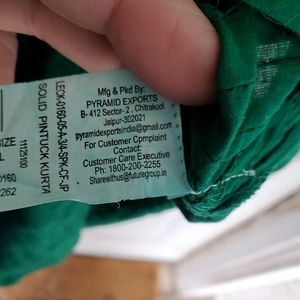 Mfg & Pkd By:
PYRAMID EXPORTS
B- 412 Sector- 2 , Chitrakoot
Jaipur-302021
pyramidexportsindia@gmail.com
For Customer Complaint
Contact:
Customer Care Executive
Ph: 1800-200-2255
Sharewithus@futuregroup.in
SOLID PINTUCK KURTA
SIZE
L